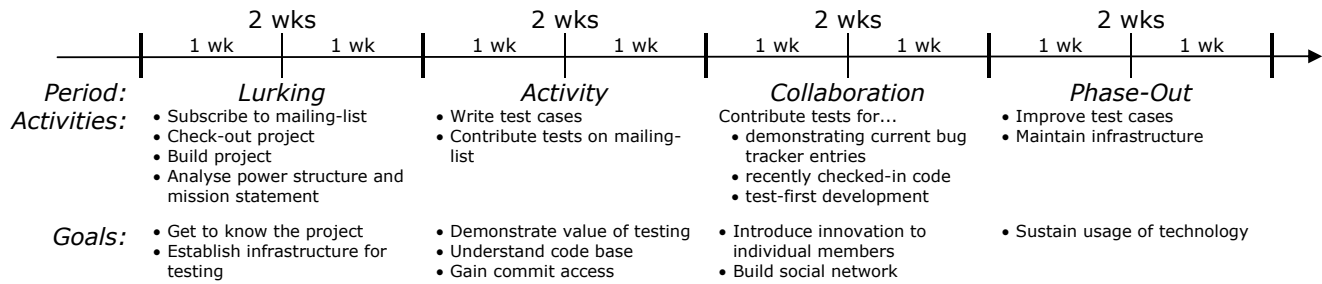 2 wks 2 wks 2 wks 2 wks
1 wk 1 wk 1 wk 1 wk 1 wk 1 wk 1 wk 1 wk
Period: Lurking Activity Collaboration Phase-Out
Activities:
• Subscribe to mailing-list
• Check-out project
• Build project
• Analyse power structure and
mission statement
• Write test cases
• Contribute tests on mailing-
list
Contribute tests for...
• demonstrating current bug
tracker entries
• recently checked-in code
• test-first development
• Improve test cases
• Maintain infrastructure
Goals:
• Get to know the project
• Establish infrastructure for
testing
• Demonstrate value of testing
• Understand code base
• Gain commit access
• Introduce innovation to
individual members
• Build social network
• Sustain usage of technology